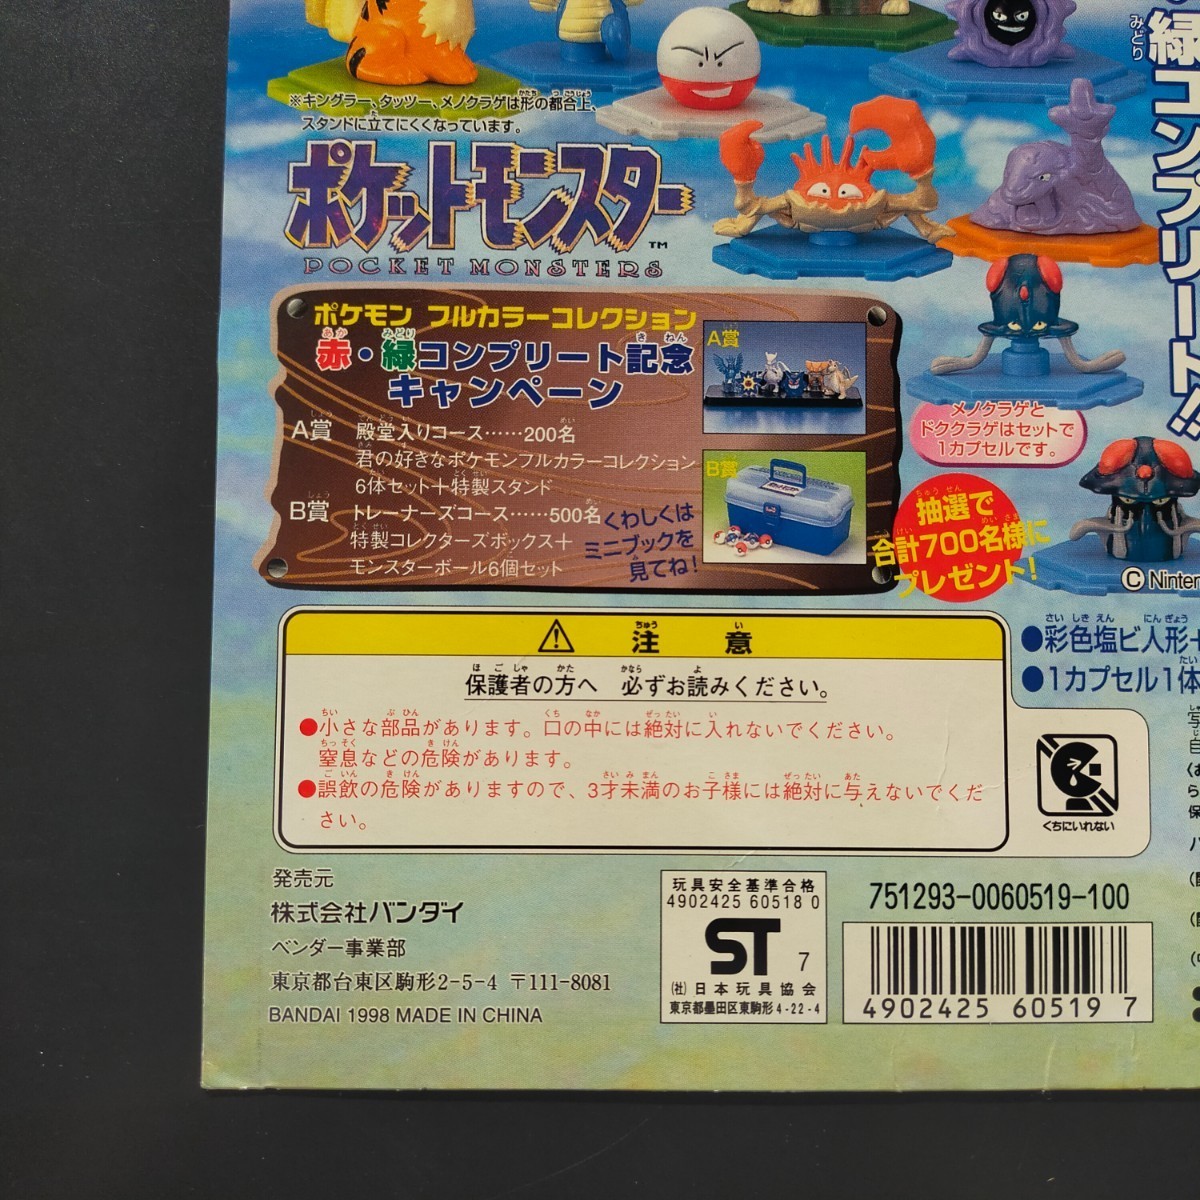 ※キングラー、タッツー、メノクラゲは形の都合上、
スタンドに立てにくくなっています。
ポケットモンスター™
POCKET MONSTERS
ポケモン フルカラーコレクション
赤・緑コンプリート記念
キャンペーン
A賞 殿堂入りコース……200名
君の好きなポケモンフルカラーコレクション
6体セット＋特製スタンド
B賞 トレーナーズコース……500名
特製コレクターズボックス＋
モンスターボール6個セット
くわしくは
ミニブックを
見てね!
A賞
B賞
抽選で
合計700名様に
プレゼント!
メノクラゲと
ドククラゲはセットで
1カプセルです。
緑コンプリート!!
© Ninten
●彩色塩ビ人形
●1カプセル1体
⚠ 注意
保護者の方へ 必ずお読みください。
●小さな部品があります。口の中には絶対に入れないでください。
窒息などの危険があります。
●誤飲の危険がありますので、3才未満のお子様には絶対に与えないでくだ
さい。
くちにいれない
発売元
株式会社バンダイ
ベンダー事業部
東京都台東区駒形2-5-4 〒111-8081
BANDAI 1998 MADE IN CHINA
玩具安全基準合格
4902425 60518 0
ST 7
(社)日本玩具協会
東京都墨田区東駒形4-22-4
751293-0060519-100
4902425 605197